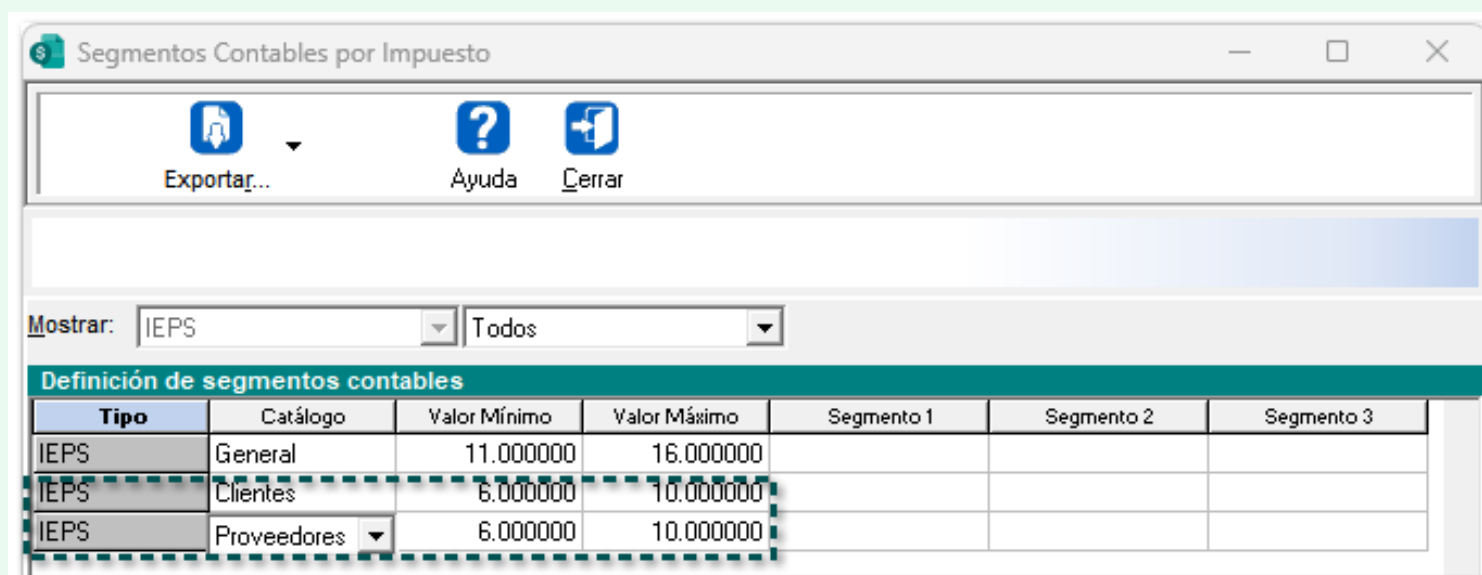 Segmentos Contables por Impuesto
Exportar... Ayuda Cerrar
Mostrar: IEPS Todos
Definición de segmentos contables
Tipo Catálogo Valor Mínimo Valor Máximo Segmento 1 Segmento 2 Segmento 3
IEPS General 11.000000 16.000000
IEPS Clientes 6.000000 10.000000
IEPS Proveedores 6.000000 10.000000